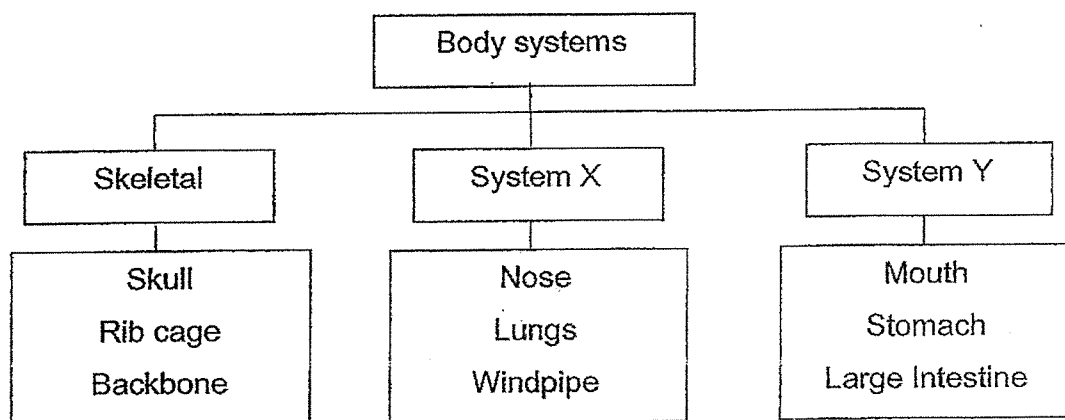 Body systems
Skeletal
System X
System Y
Skull
Rib cage
Backbone
Nose
Lungs
Windpipe
Mouth
Stomach
Large Intestine